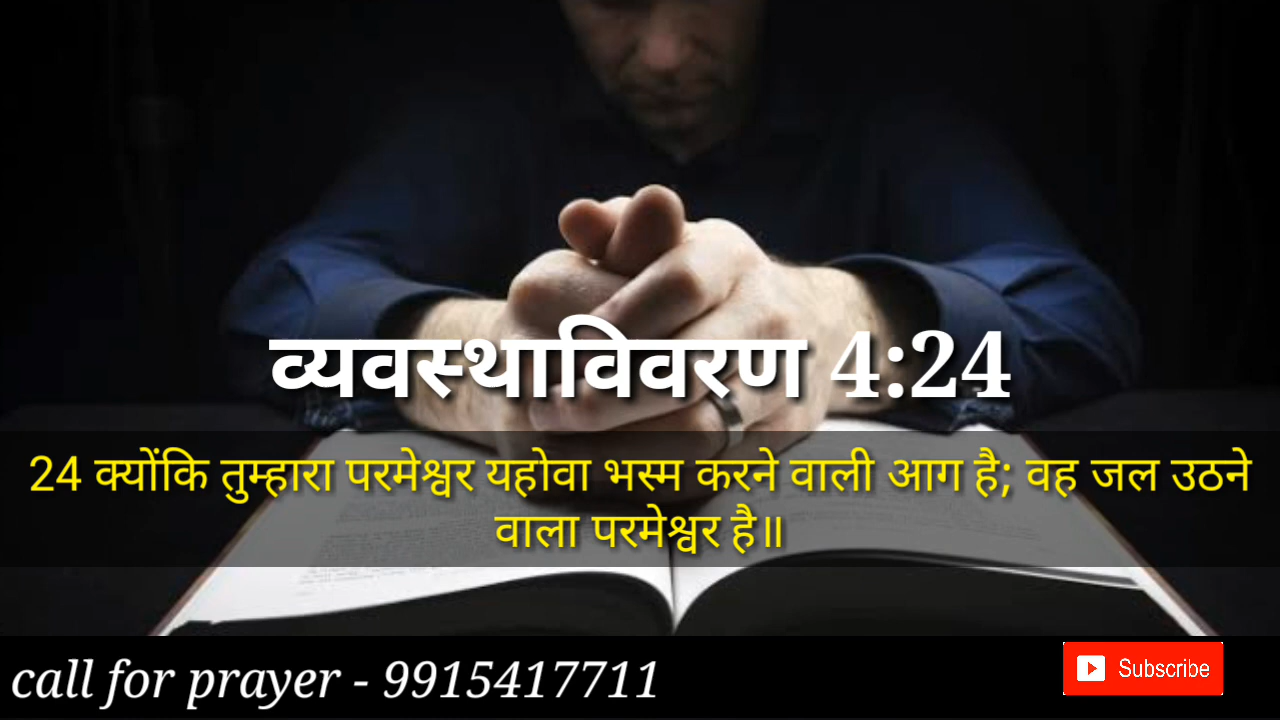 व्यवस्थाविवरण 4:24
24 क्योंकि तुम्हारा परमेश्वर यहोवा भस्म करने वाली आग है; वह जल उठने
वाला परमेश्वर है॥
call for prayer - 9915417711
Subscribe